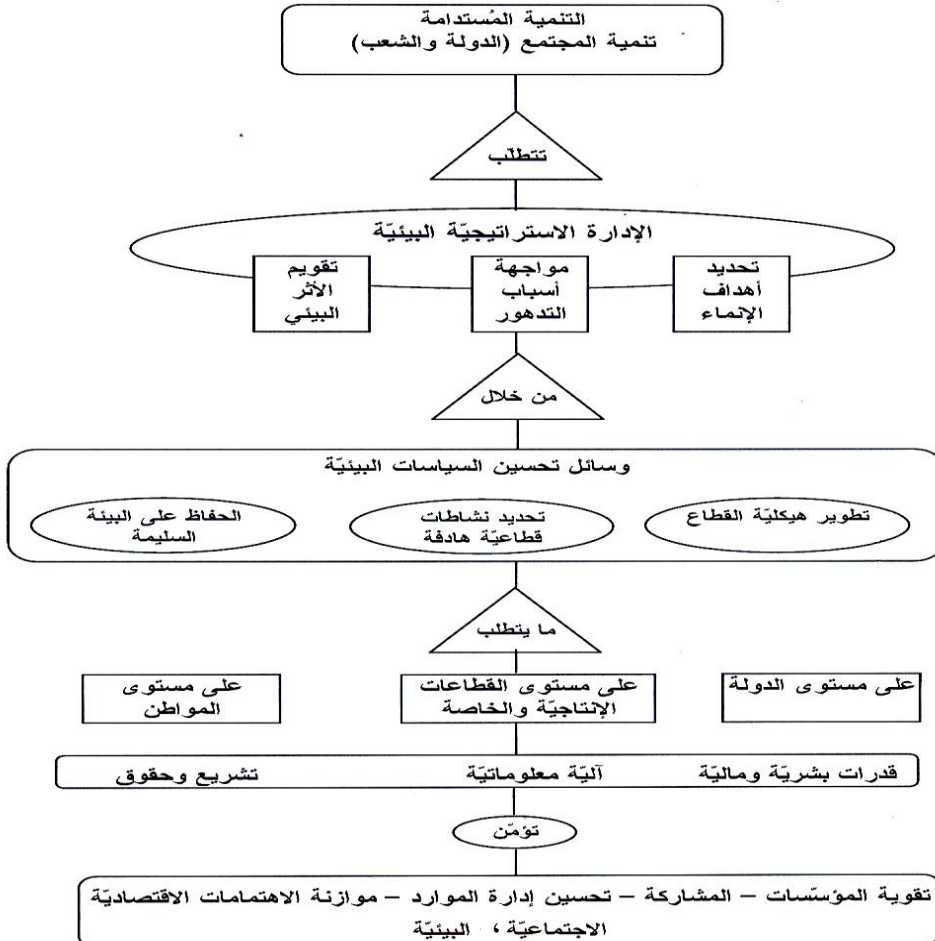 التنمية المُستدامة
تنمية المجتمع (الدولة والشعب)
تتطلّب
الإدارة الاستراتيجيّة البيئيّة
تحديد
أهداف
الإنماء
مواجهة
أسباب
التدهور
تقويم
الأثر
البيئي
من خلال
وسائل تحسين السياسات البيئيّة
تطوير هيكليّة القطاع
تحديد نشاطات
قطاعيّة هادفة
الحفاظ على البيئة
السليمة
ما يتطلب
على مستوى الدولة
على مستوى القطاعات
الإنتاجيّة والخاصة
على مستوى
المواطن
قدرات بشريّة وماليّة
آليّة معلوماتيّة
تشريع وحقوق
تؤمّن
تقوية المؤسّسات – المشاركة – تحسين إدارة الموارد – موازنة الاهتمامات الاقتصاديّة
الاجتماعيّة ، البيئيّة